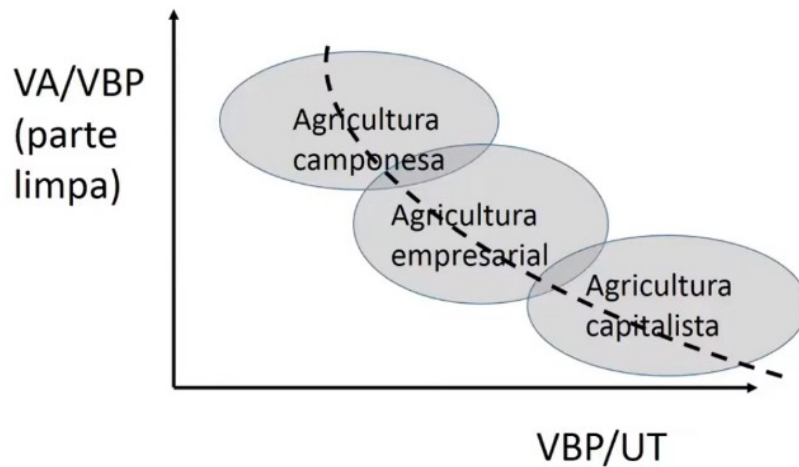 VA/VBP
(parte
limpa)
Agricultura
camponesa
Agricultura
empresarial
Agricultura
capitalista
VBP/UT